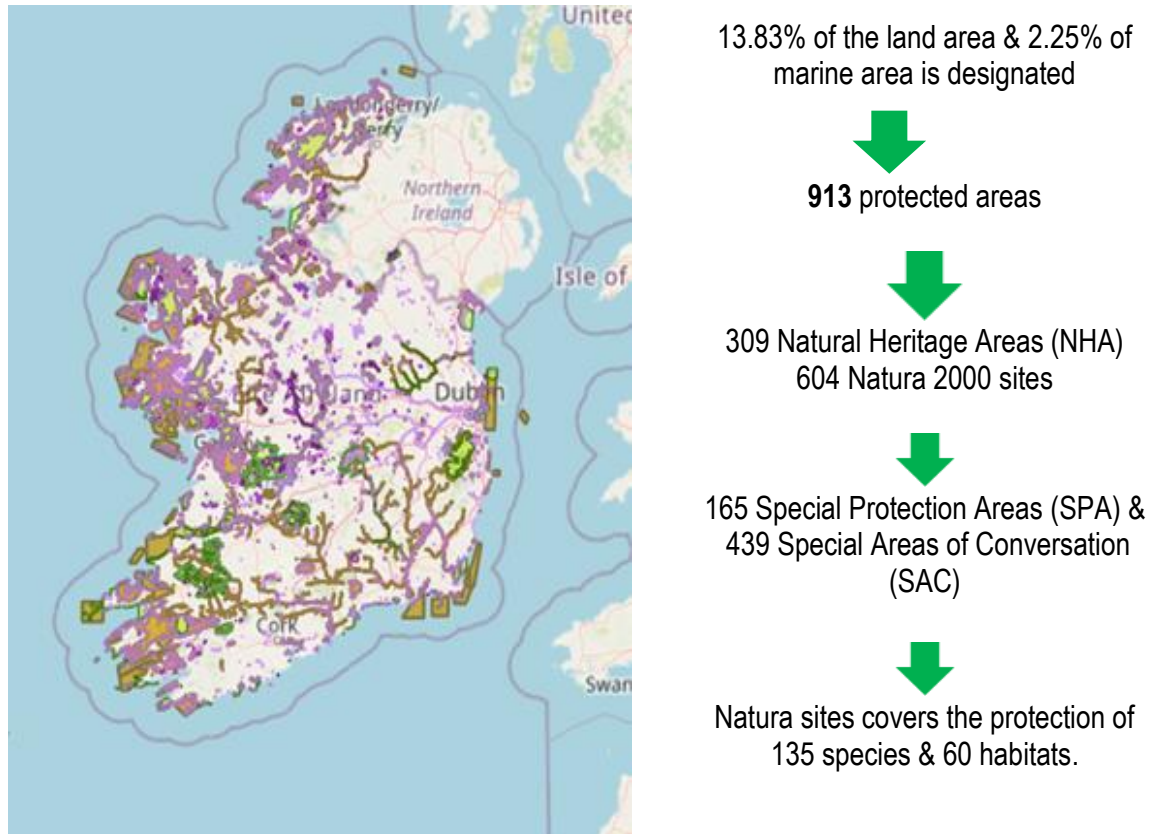 United
Londonderry/
Derry
Northern
Ireland
Isle of
Dublin
Cork
Swan
13.83% of the land area & 2.25% of
marine area is designated
913 protected areas
309 Natural Heritage Areas (NHA)
604 Natura 2000 sites
165 Special Protection Areas (SPA) &
439 Special Areas of Conversation
(SAC)
Natura sites covers the protection of
135 species & 60 habitats.